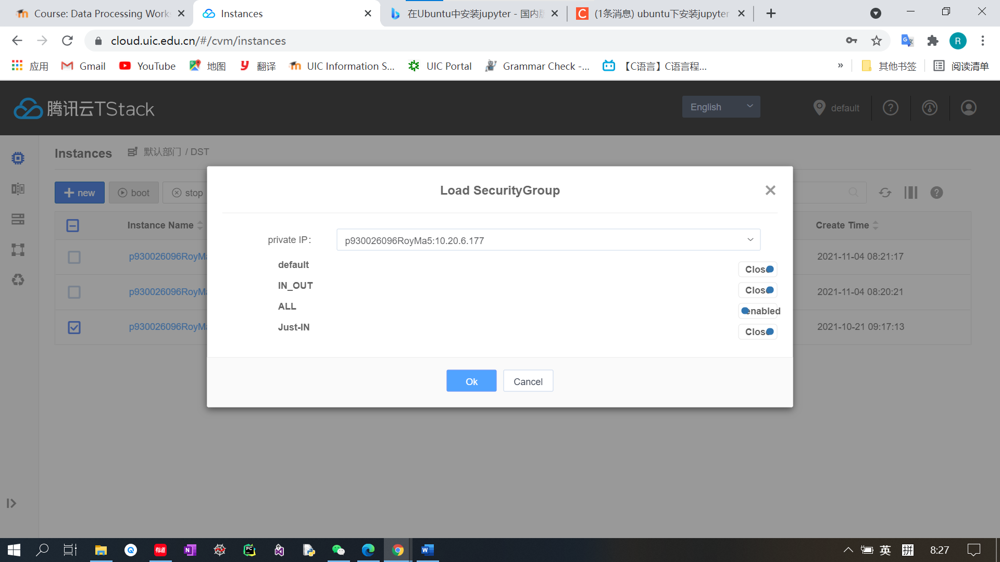 Course: Data Processing Works
Instances
在Ubuntu中安装jupyter - 国内版
(1条消息) ubuntu下安装jupyter
cloud.uic.edu.cn/#/cvm/instances
R
应用
Gmail
YouTube
地图
翻译
UIC Information S...
UIC Portal
Grammar Check -...
【C语言】C语言程...
»
其他书签
阅读清单
腾讯云TStack
English
default
Instances
默认部门 / DST
new
boot
stop
Instance Name
Create Time
p930026096RoyMa
2021-11-04 08:21:17
p930026096RoyMa
2021-11-04 08:20:21
p930026096RoyMa
2021-10-21 09:17:13
Load SecurityGroup
private IP:
p930026096RoyMa5:10.20.6.177
default
Clos
IN_OUT
Clos
ALL
enabled
Just-IN
Clos
Ok
Cancel
英
拼
8:27